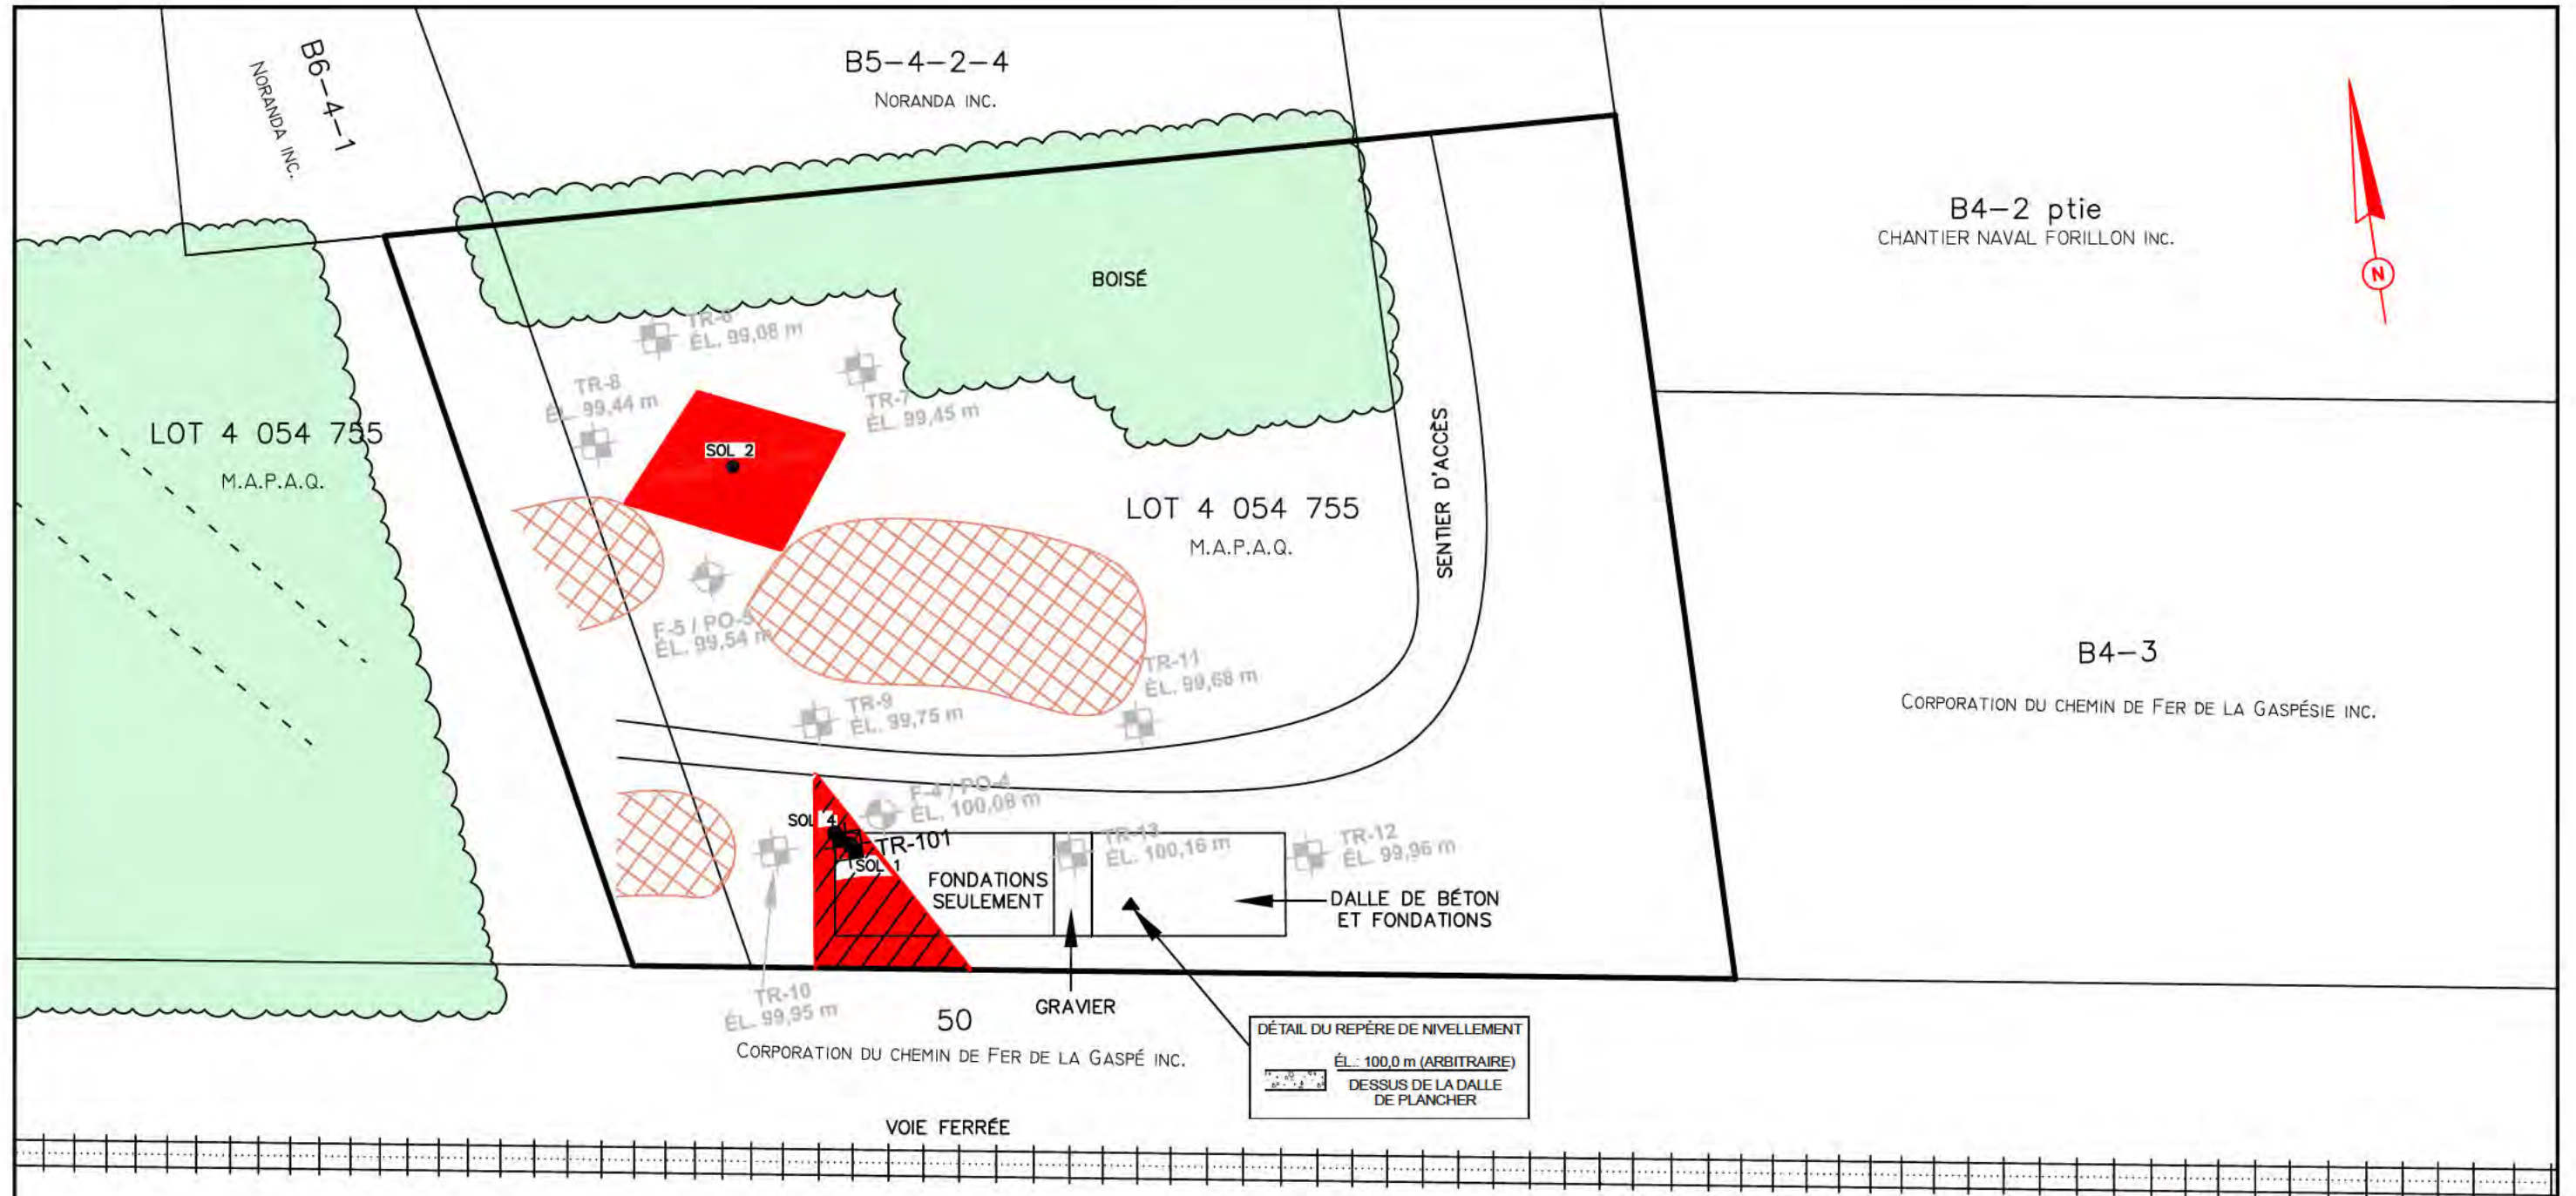 B6-4-1
NORANDA INC.
B5-4-2-4
NORANDA INC.
B4-2 ptie
CHANTIER NAVAL FORILLON INC.
N
BOISÉ
TR-6
ÉL. 99,08 m
TR-8
ÉL. 99,44 m
TR-7
ÉL. 99,45 m
LOT 4 054 755
M.A.P.A.Q.
SOL 2
LOT 4 054 755
M.A.P.A.Q.
SENTIER D'ACCÈS
F-5 / PO-5
ÉL. 99,54 m
TR-11
ÉL. 99,68 m
TR-9
ÉL. 99,75 m
B4-3
CORPORATION DU CHEMIN DE FER DE LA GASPÉSIE INC.
F-4 / PO-4
ÉL. 100,08 m
SOL 4
TR-101
SOL 1
TR-13
ÉL. 100,16 m
TR-12
ÉL. 99,96 m
FONDATIONS
SEULEMENT
DALLE DE BÉTON
ET FONDATIONS
TR-10
ÉL. 99,95 m
GRAVIER
50
CORPORATION DU CHEMIN DE FER DE LA GASPÉ INC.
DÉTAIL DU REPÈRE DE NIVELLEMENT
ÉL.: 100,0 m (ARBITRAIRE)
DESSUS DE LA DALLE
DE PLANCHER
VOIE FERRÉE